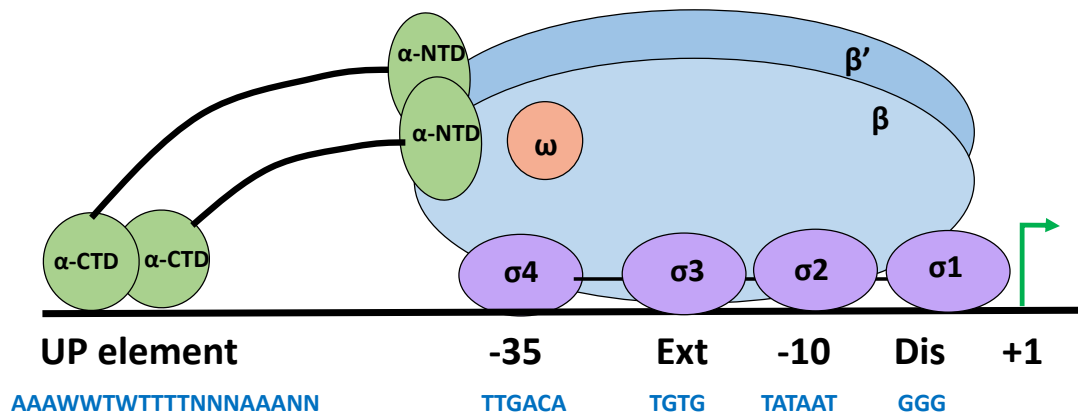 α-NTD
β’
β
α-NTD
ω
α-CTD
α-CTD
σ4
σ3
σ2
σ1
UP element -35 Ext -10 Dis +1
AAAWWTWTTTTNNNAAANN TTGACA TGTG TATAAT GGG